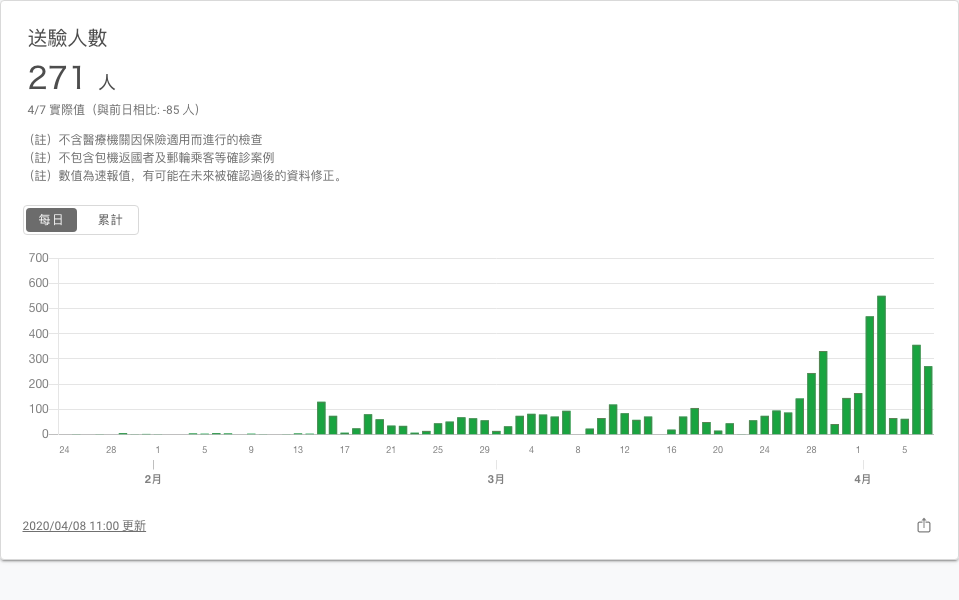 送驗人數
271 人
4/7 實際值（與前日相比: -85 人）
（註）不含醫療機關因保險適用而進行的檢查
（註）不包含包機返國者及郵輪乘客等確診案例
（註）數值為速報值，有可能在未來被確認過後的資料修正。
每日 累計
700
600
500
400
300
200
100
0
24 28 1 5 9 13 17 21 25 29 4 8 12 16 20 24 28 1 5
2月 3月 4月
2020/04/08 11:00 更新